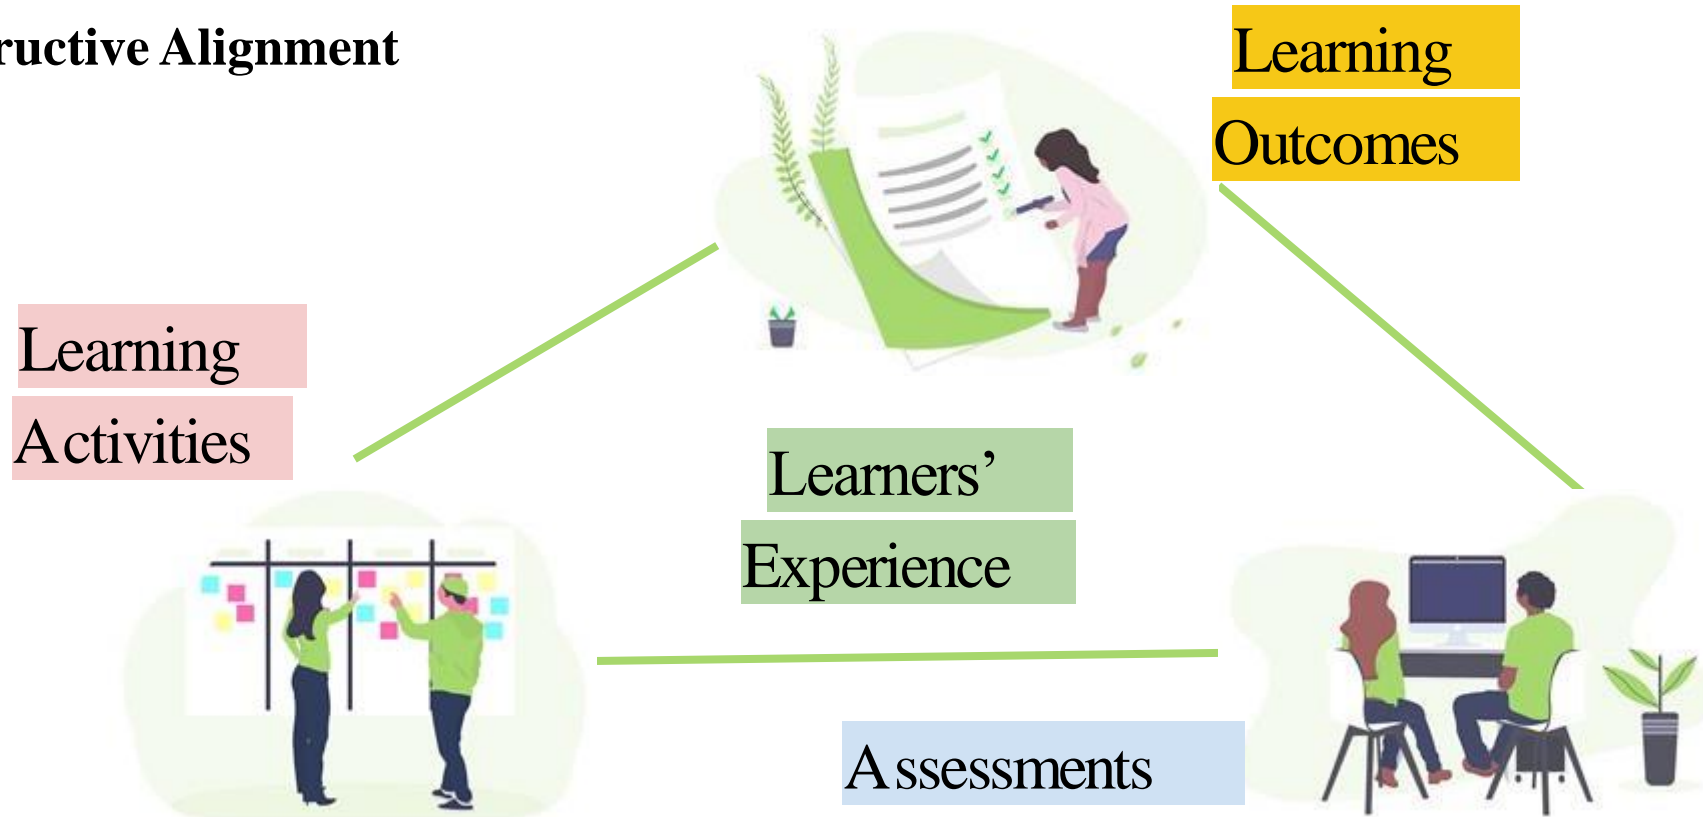 ructive Alignment
Learning
Outcomes
Learning
Activities
Learners’
Experience
Assessments